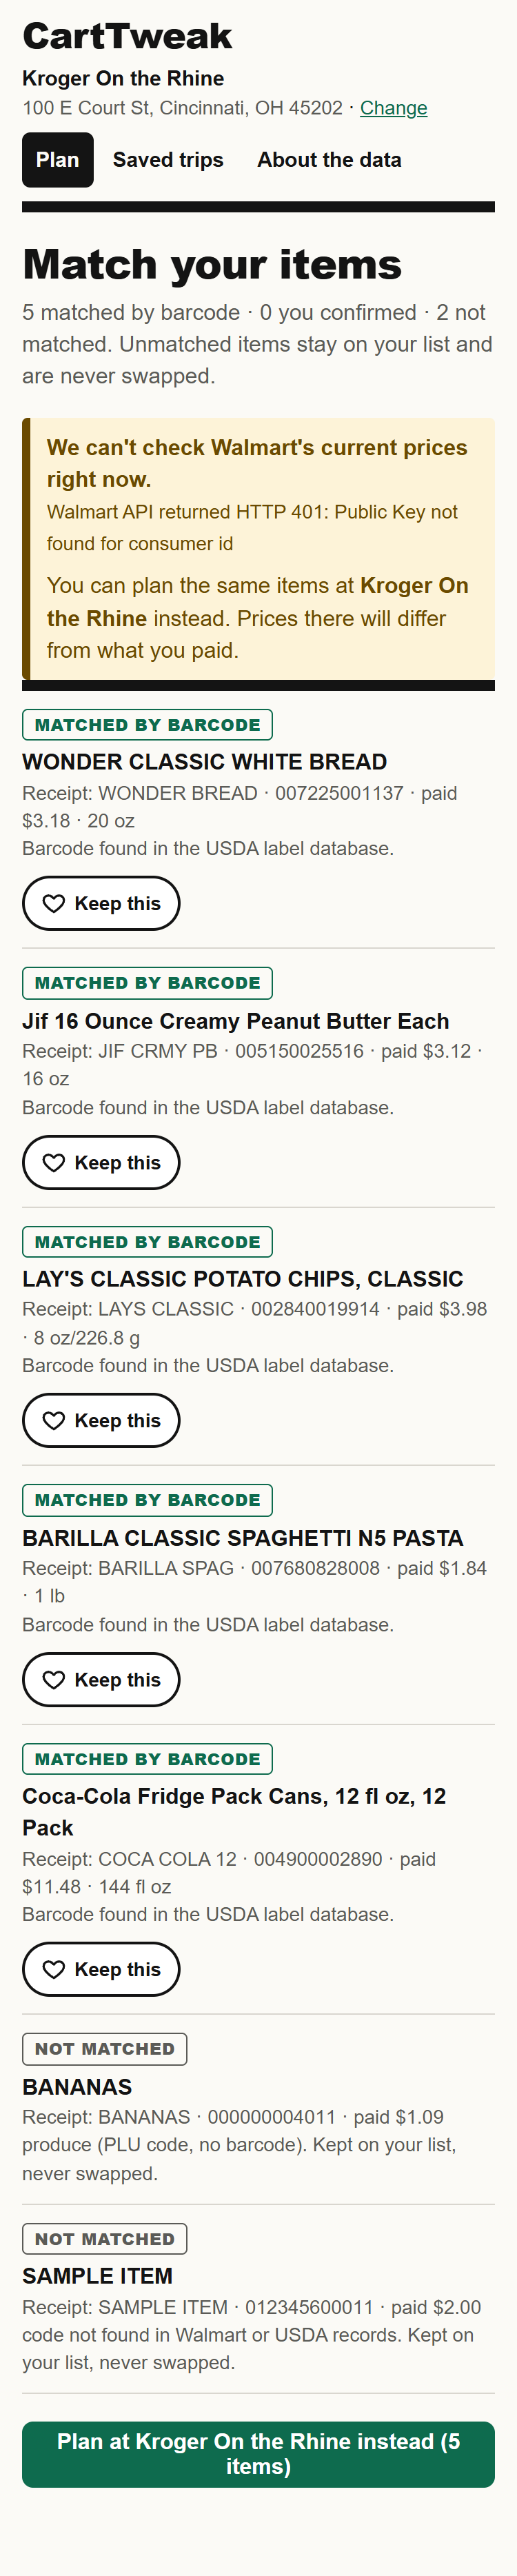 CartTweak
Kroger On the Rhine
100 E Court St, Cincinnati, OH 45202 · Change
Plan
Saved trips
About the data
Match your items
5 matched by barcode · 0 you confirmed · 2 not
matched. Unmatched items stay on your list and
are never swapped.
We can't check Walmart's current prices
right now.
Walmart API returned HTTP 401: Public Key not
found for consumer id
You can plan the same items at Kroger On
the Rhine instead. Prices there will differ
from what you paid.
MATCHED BY BARCODE
WONDER CLASSIC WHITE BREAD
Receipt: WONDER BREAD · 007225001137 · paid
$3.18 · 20 oz
Barcode found in the USDA label database.
Keep this
MATCHED BY BARCODE
Jif 16 Ounce Creamy Peanut Butter Each
Receipt: JIF CRMY PB · 005150025516 · paid $3.12 ·
16 oz
Barcode found in the USDA label database.
Keep this
MATCHED BY BARCODE
LAY'S CLASSIC POTATO CHIPS, CLASSIC
Receipt: LAYS CLASSIC · 002840019914 · paid $3.98
· 8 oz/226.8 g
Barcode found in the USDA label database.
Keep this
MATCHED BY BARCODE
BARILLA CLASSIC SPAGHETTI N5 PASTA
Receipt: BARILLA SPAG · 007680828008 · paid $1.84
· 1 lb
Barcode found in the USDA label database.
Keep this
MATCHED BY BARCODE
Coca-Cola Fridge Pack Cans, 12 fl oz, 12
Pack
Receipt: COCA COLA 12 · 004900002890 · paid
$11.48 · 144 fl oz
Barcode found in the USDA label database.
Keep this
NOT MATCHED
BANANAS
Receipt: BANANAS · 000000004011 · paid $1.09
produce (PLU code, no barcode). Kept on your list,
never swapped.
NOT MATCHED
SAMPLE ITEM
Receipt: SAMPLE ITEM · 012345600011 · paid $2.00
code not found in Walmart or USDA records. Kept on
your list, never swapped.
Plan at Kroger On the Rhine instead (5
items)